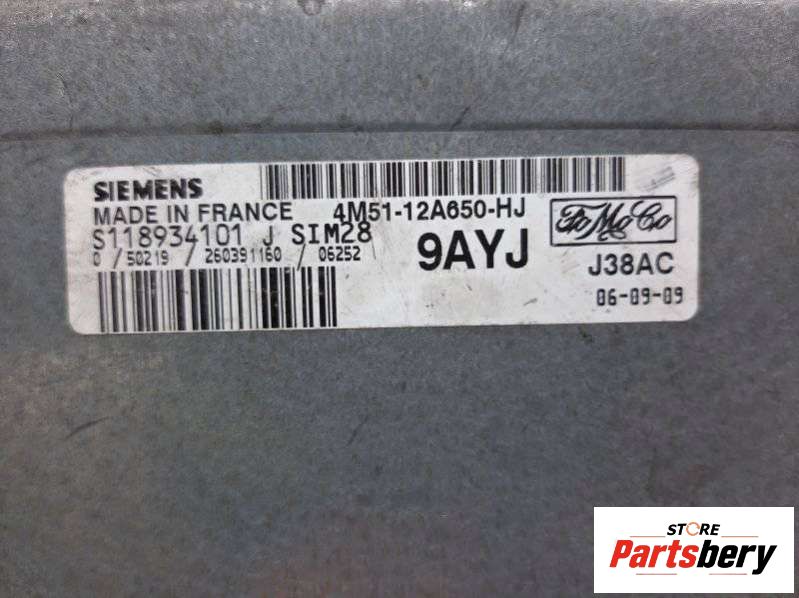 SIEMENS
MADE IN FRANCE 4M51-12A650-HJ
S118934101 J SIM28
0 / 50219 / 260391160 / 06252
9AYJ
FoMoCo
J38AC
06-09-09
STORE
Partsbery